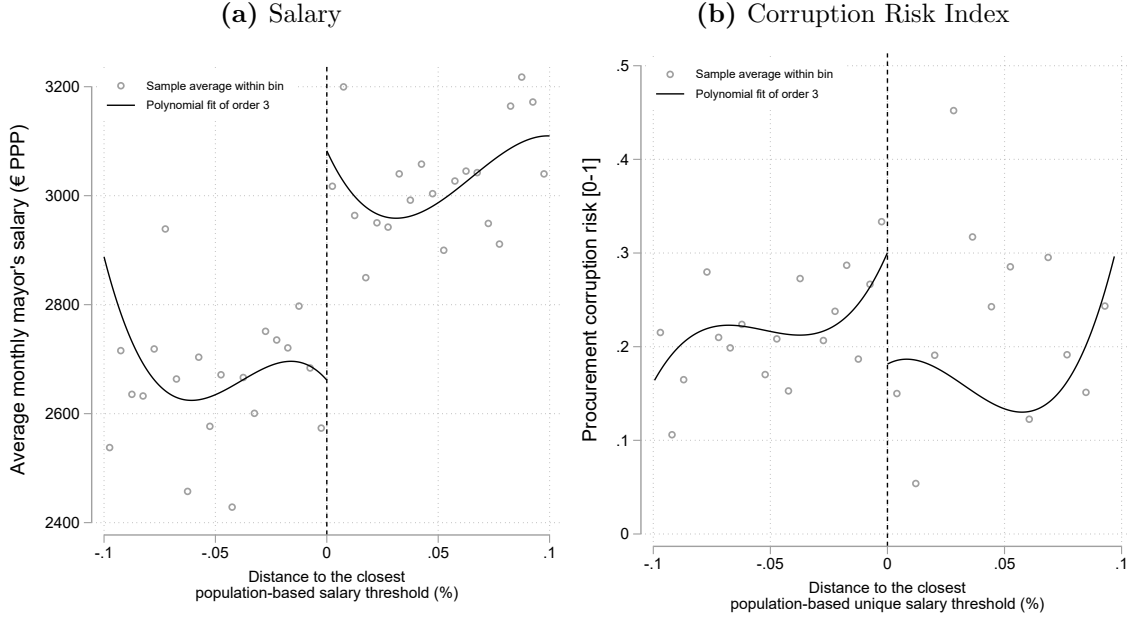 (a) Salary
Sample average within bin
Polynomial fit of order 3
Average monthly mayor's salary (€ PPP)
3200
3000
2800
2600
2400
-.1
-.05
0
.05
.1
Distance to the closest
population-based salary threshold (%)
(b) Corruption Risk Index
Sample average within bin
Polynomial fit of order 3
Procurement corruption risk [0-1]
.5
.4
.3
.2
.1
0
-.1
-.05
0
.05
.1
Distance to the closest
population-based unique salary threshold (%)